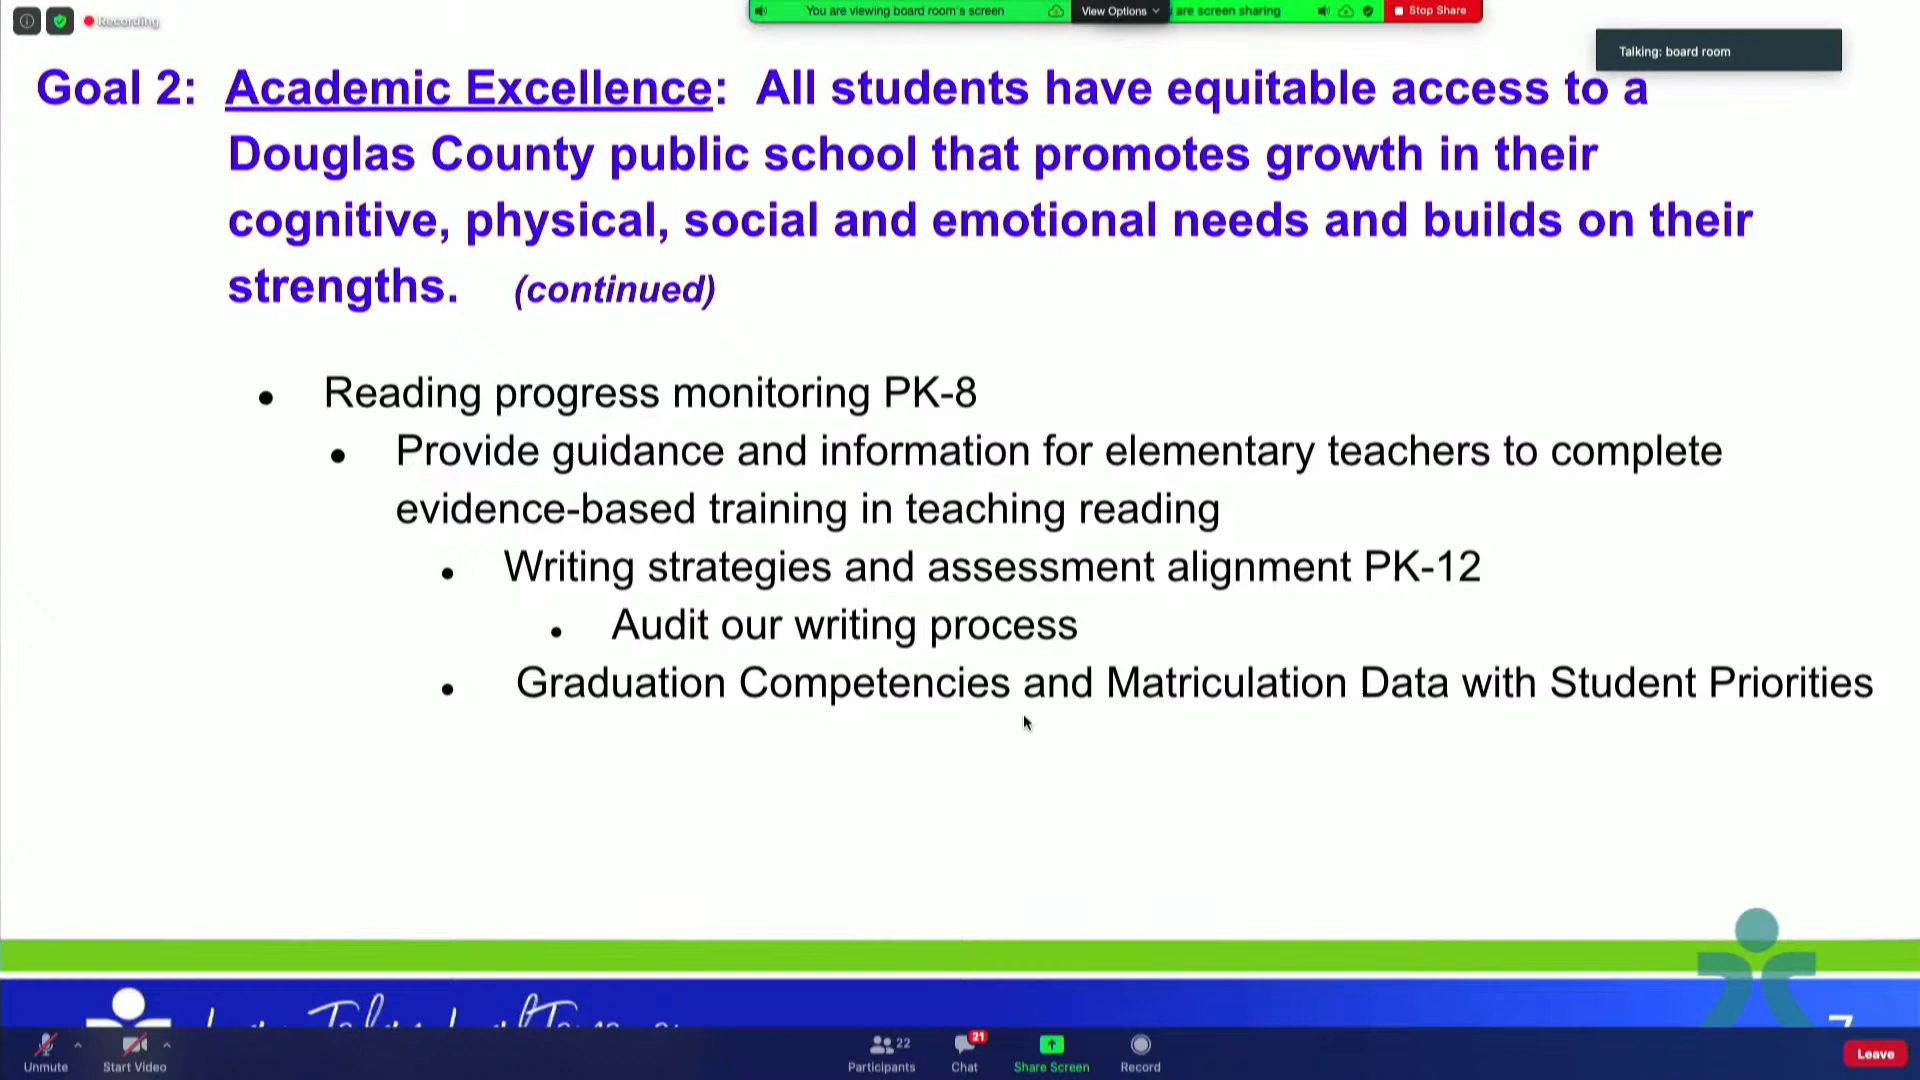 Recording
You are viewing board room's screen
View Options
are screen sharing
Stop Share
Talking: board room
Goal 2: Academic Excellence: All students have equitable access to a
Douglas County public school that promotes growth in their
cognitive, physical, social and emotional needs and builds on their
strengths. (continued)
• Reading progress monitoring PK-8
• Provide guidance and information for elementary teachers to complete
evidence-based training in teaching reading
• Writing strategies and assessment alignment PK-12
• Audit our writing process
• Graduation Competencies and Matriculation Data with Student Priorities
Unmute
Start Video
22
Participants
21
Chat
Share Screen
Record
Leave